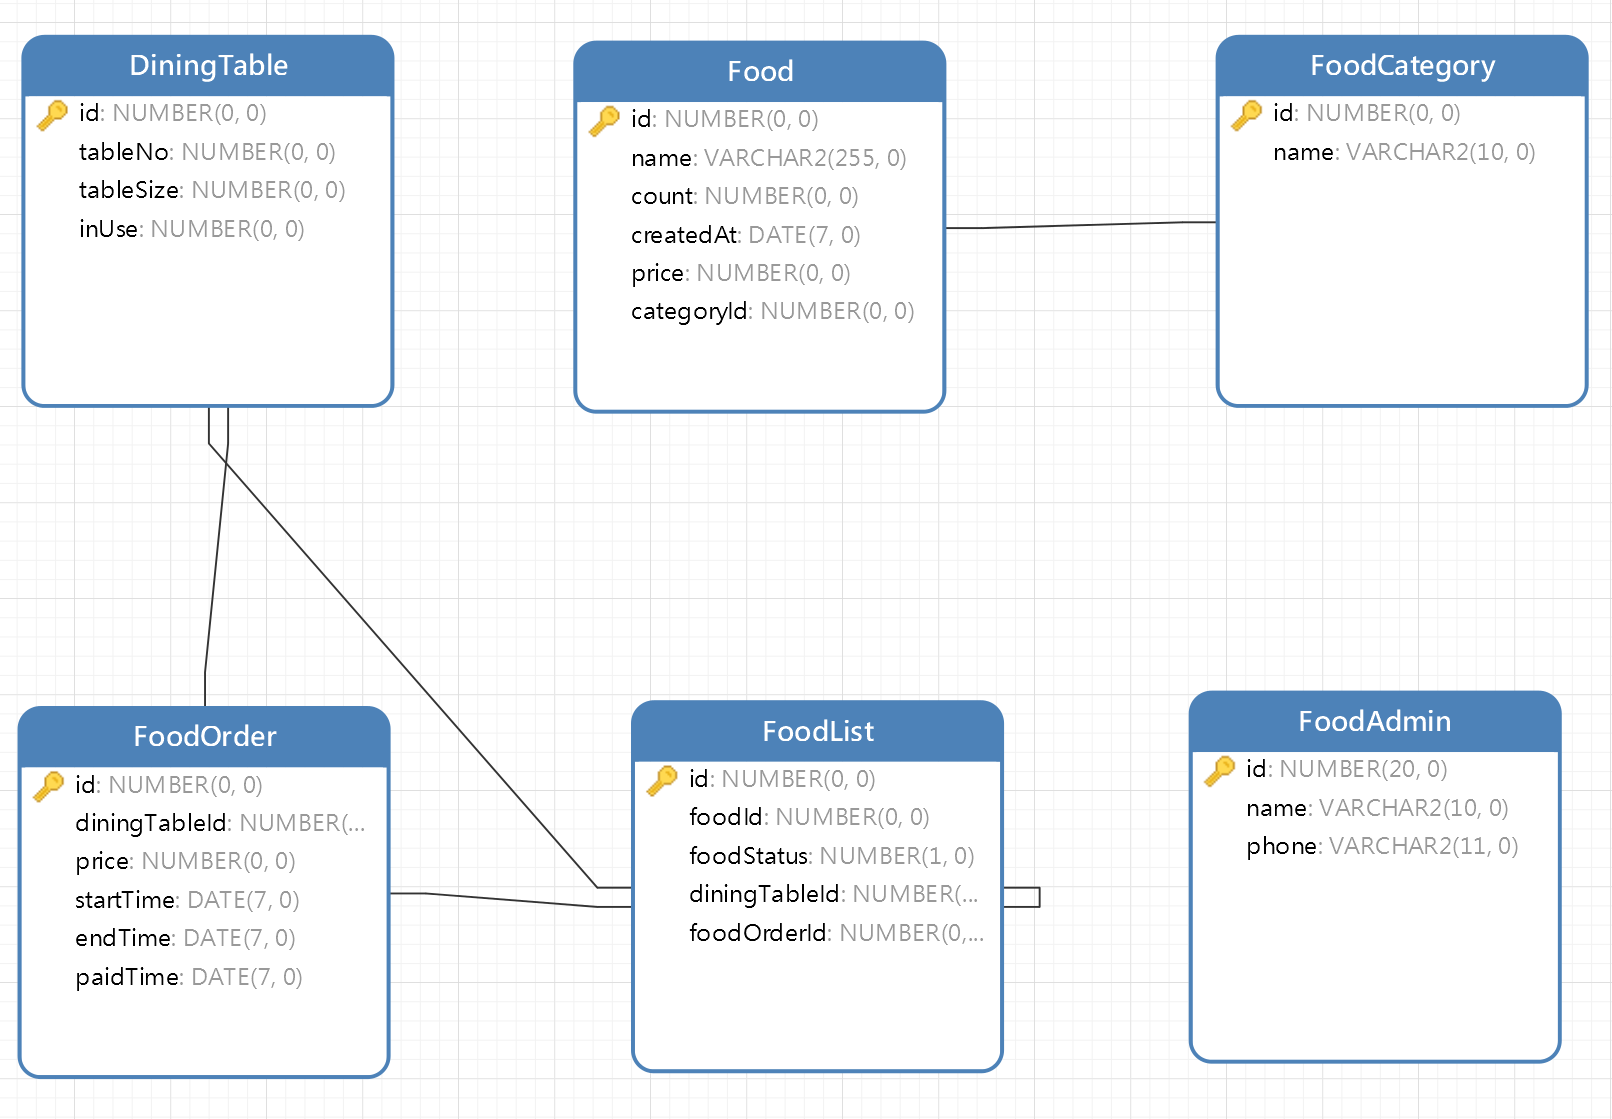 DiningTable
id: NUMBER(0, 0)
tableNo: NUMBER(0, 0)
tableSize: NUMBER(0, 0)
inUse: NUMBER(0, 0)
Food
id: NUMBER(0, 0)
name: VARCHAR2(255, 0)
count: NUMBER(0, 0)
createdAt: DATE(7, 0)
price: NUMBER(0, 0)
categoryId: NUMBER(0, 0)
FoodCategory
id: NUMBER(0, 0)
name: VARCHAR2(10, 0)
FoodOrder
id: NUMBER(0, 0)
diningTableId: NUMBER(...
price: NUMBER(0, 0)
startTime: DATE(7, 0)
endTime: DATE(7, 0)
paidTime: DATE(7, 0)
FoodList
id: NUMBER(0, 0)
foodId: NUMBER(0, 0)
foodStatus: NUMBER(1, 0)
diningTableId: NUMBER(...
foodOrderId: NUMBER(0,...
FoodAdmin
id: NUMBER(20, 0)
name: VARCHAR2(10, 0)
phone: VARCHAR2(11, 0)